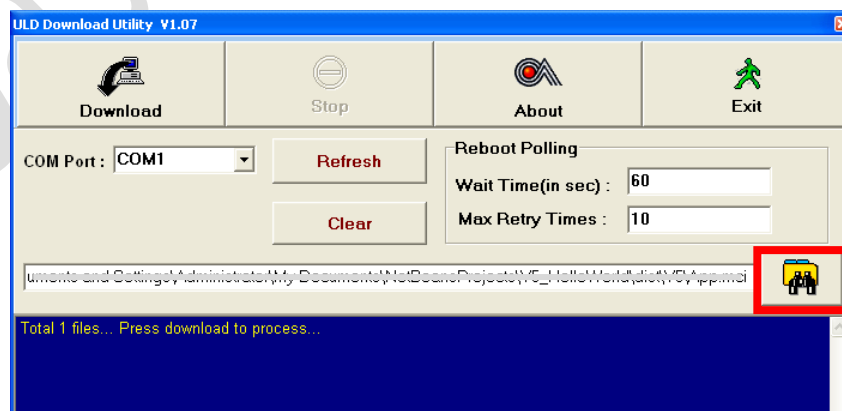 ULD Download Utility V1.07
Download
Stop
About
Exit
COM Port :
COM1
Refresh
Clear
Reboot Polling
Wait Time(in sec) :
60
Max Retry Times :
10
uments and Settings\Administrator\My Documents\NetBeansProjects\V5_HelloWorld\dist\V5\App.mci
Total 1 files... Press download to process...